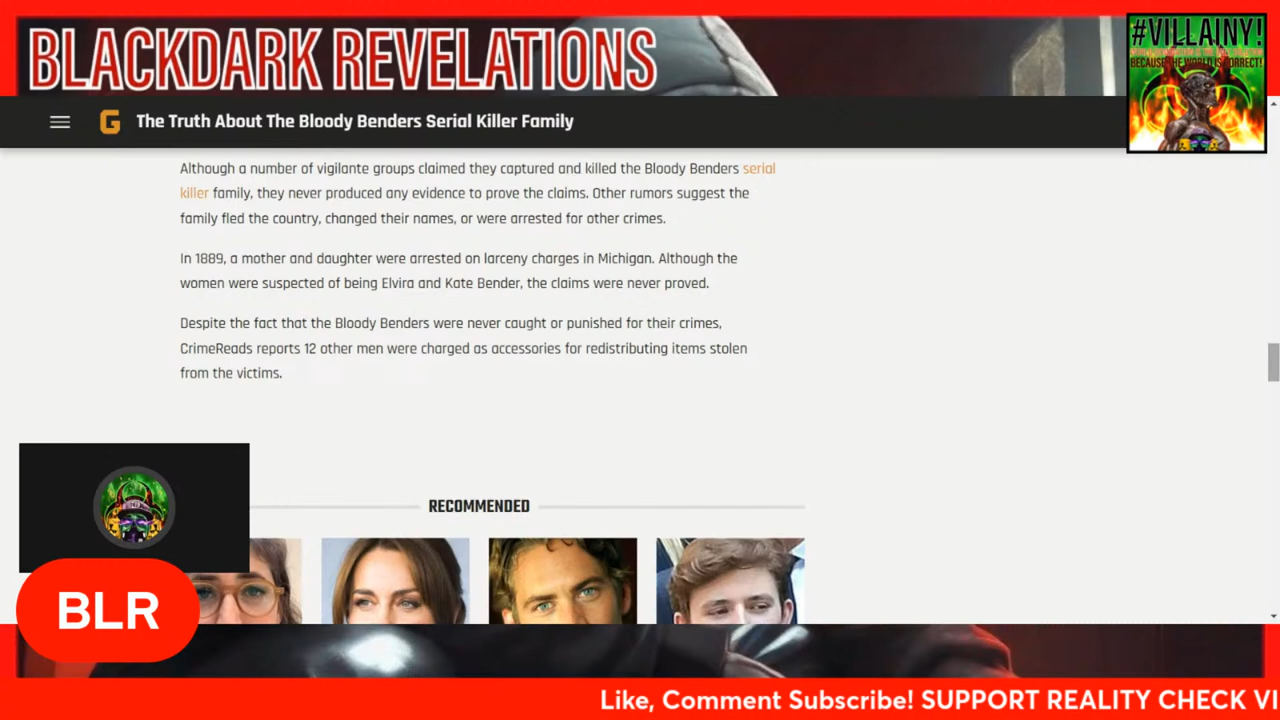 BLACKDARK REVELATIONS
#VILLAINY!
BECAUSE THE WORLD IS CORRECT!
G The Truth About The Bloody Benders Serial Killer Family
Although a number of vigilante groups claimed they captured and killed the Bloody Benders serial
killer family, they never produced any evidence to prove the claims. Other rumors suggest the
family fled the country, changed their names, or were arrested for other crimes.
In 1889, a mother and daughter were arrested on larceny charges in Michigan. Although the
women were suspected of being Elvira and Kate Bender, the claims were never proved.
Despite the fact that the Bloody Benders were never caught or punished for their crimes,
CrimeReads reports 12 other men were charged as accessories for redistributing items stolen
from the victims.
RECOMMENDED
BLR
Like, Comment Subscribe! SUPPORT REALITY CHECK VI